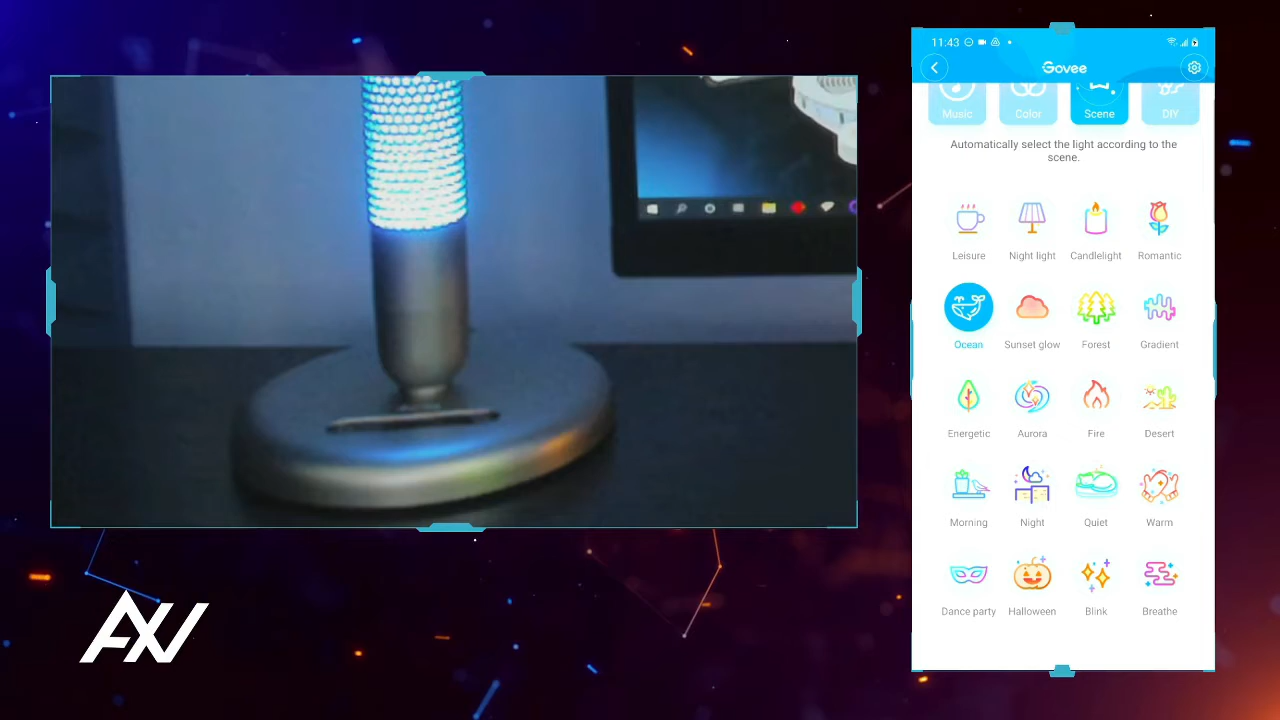 11:43
Govee
Music Color Scene DIY
Automatically select the light according to the
scene.
Leisure Night light Candlelight Romantic
Ocean Sunset glow Forest Gradient
Energetic Aurora Fire Desert
Morning Night Quiet Warm
Dance party Halloween Blink Breathe